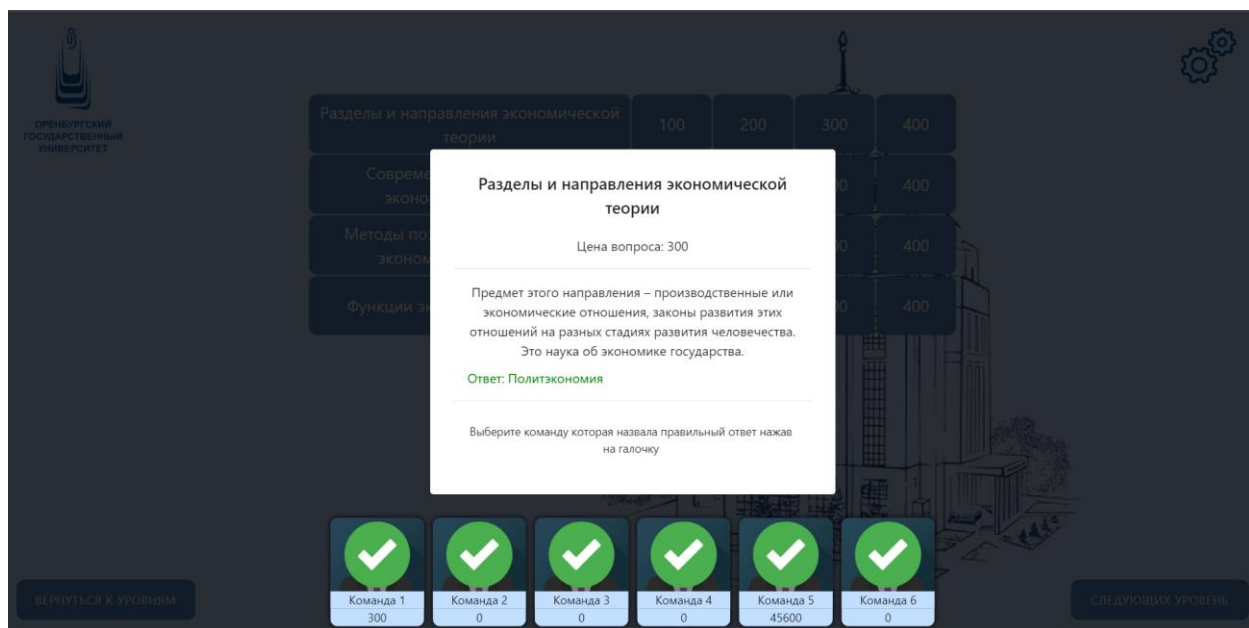 ОРЕНБУРГСКИЙ
ГОСУДАРСТВЕННЫЙ
УНИВЕРСИТЕТ
Разделы и направления экономической
теории
100
200
300
400
400
400
400
Разделы и направления экономической
теории
Цена вопроса: 300
Предмет этого направления – производственные или
экономические отношения, законы развития этих
отношений на разных стадиях развития человечества.
Это наука об экономике государства.
Ответ: Политэкономия
Выберите команду которая назвала правильный ответ нажав
на галочку
ВЕРНУТЬСЯ К УРОВНЯМ
Команда 1
300
Команда 2
0
Команда 3
0
Команда 4
0
Команда 5
45600
Команда 6
0
СЛЕДУЮЩИХ УРОВЕНЬ